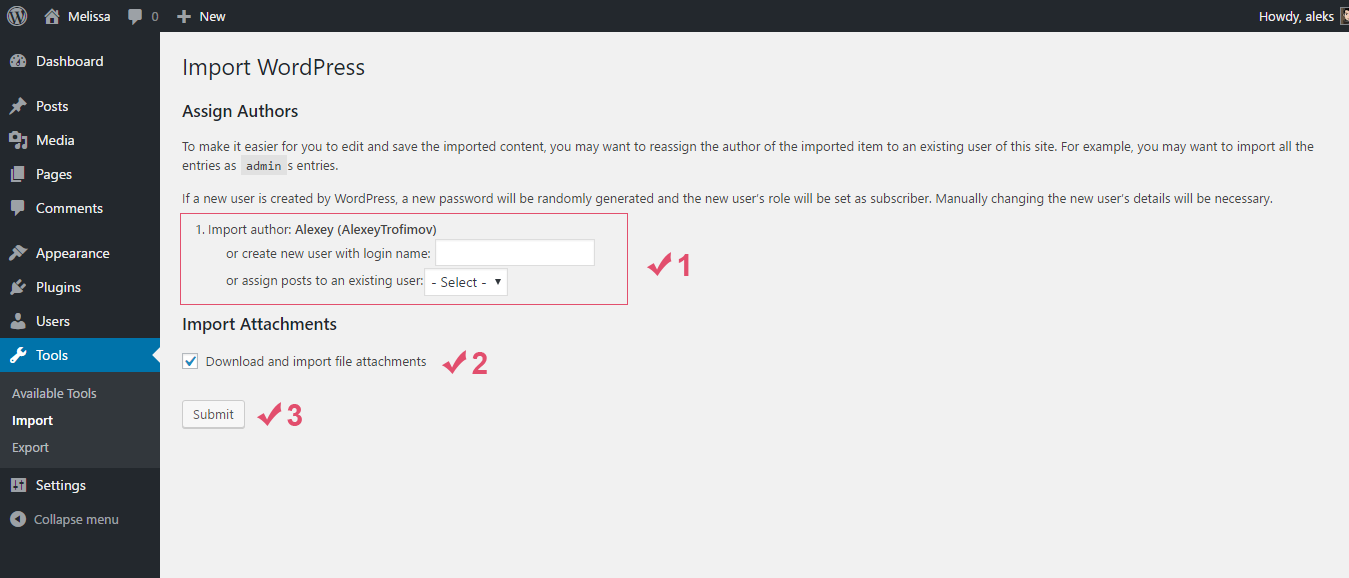 Melissa 0 New Howdy, aleks
Dashboard
Posts
Media
Pages
Comments
Appearance
Plugins
Users
Tools
Available Tools
Import
Export
Settings
Collapse menu
Import WordPress
Assign Authors
To make it easier for you to edit and save the imported content, you may want to reassign the author of the imported item to an existing user of this site. For example, you may want to import all the
entries as admin s entries.
If a new user is created by WordPress, a new password will be randomly generated and the new user's role will be set as subscriber. Manually changing the new user's details will be necessary.
1. Import author: Alexey (AlexeyTrofimov)
or create new user with login name:
1
or assign posts to an existing user: - Select -
Import Attachments
Download and import file attachments 2
Submit 3